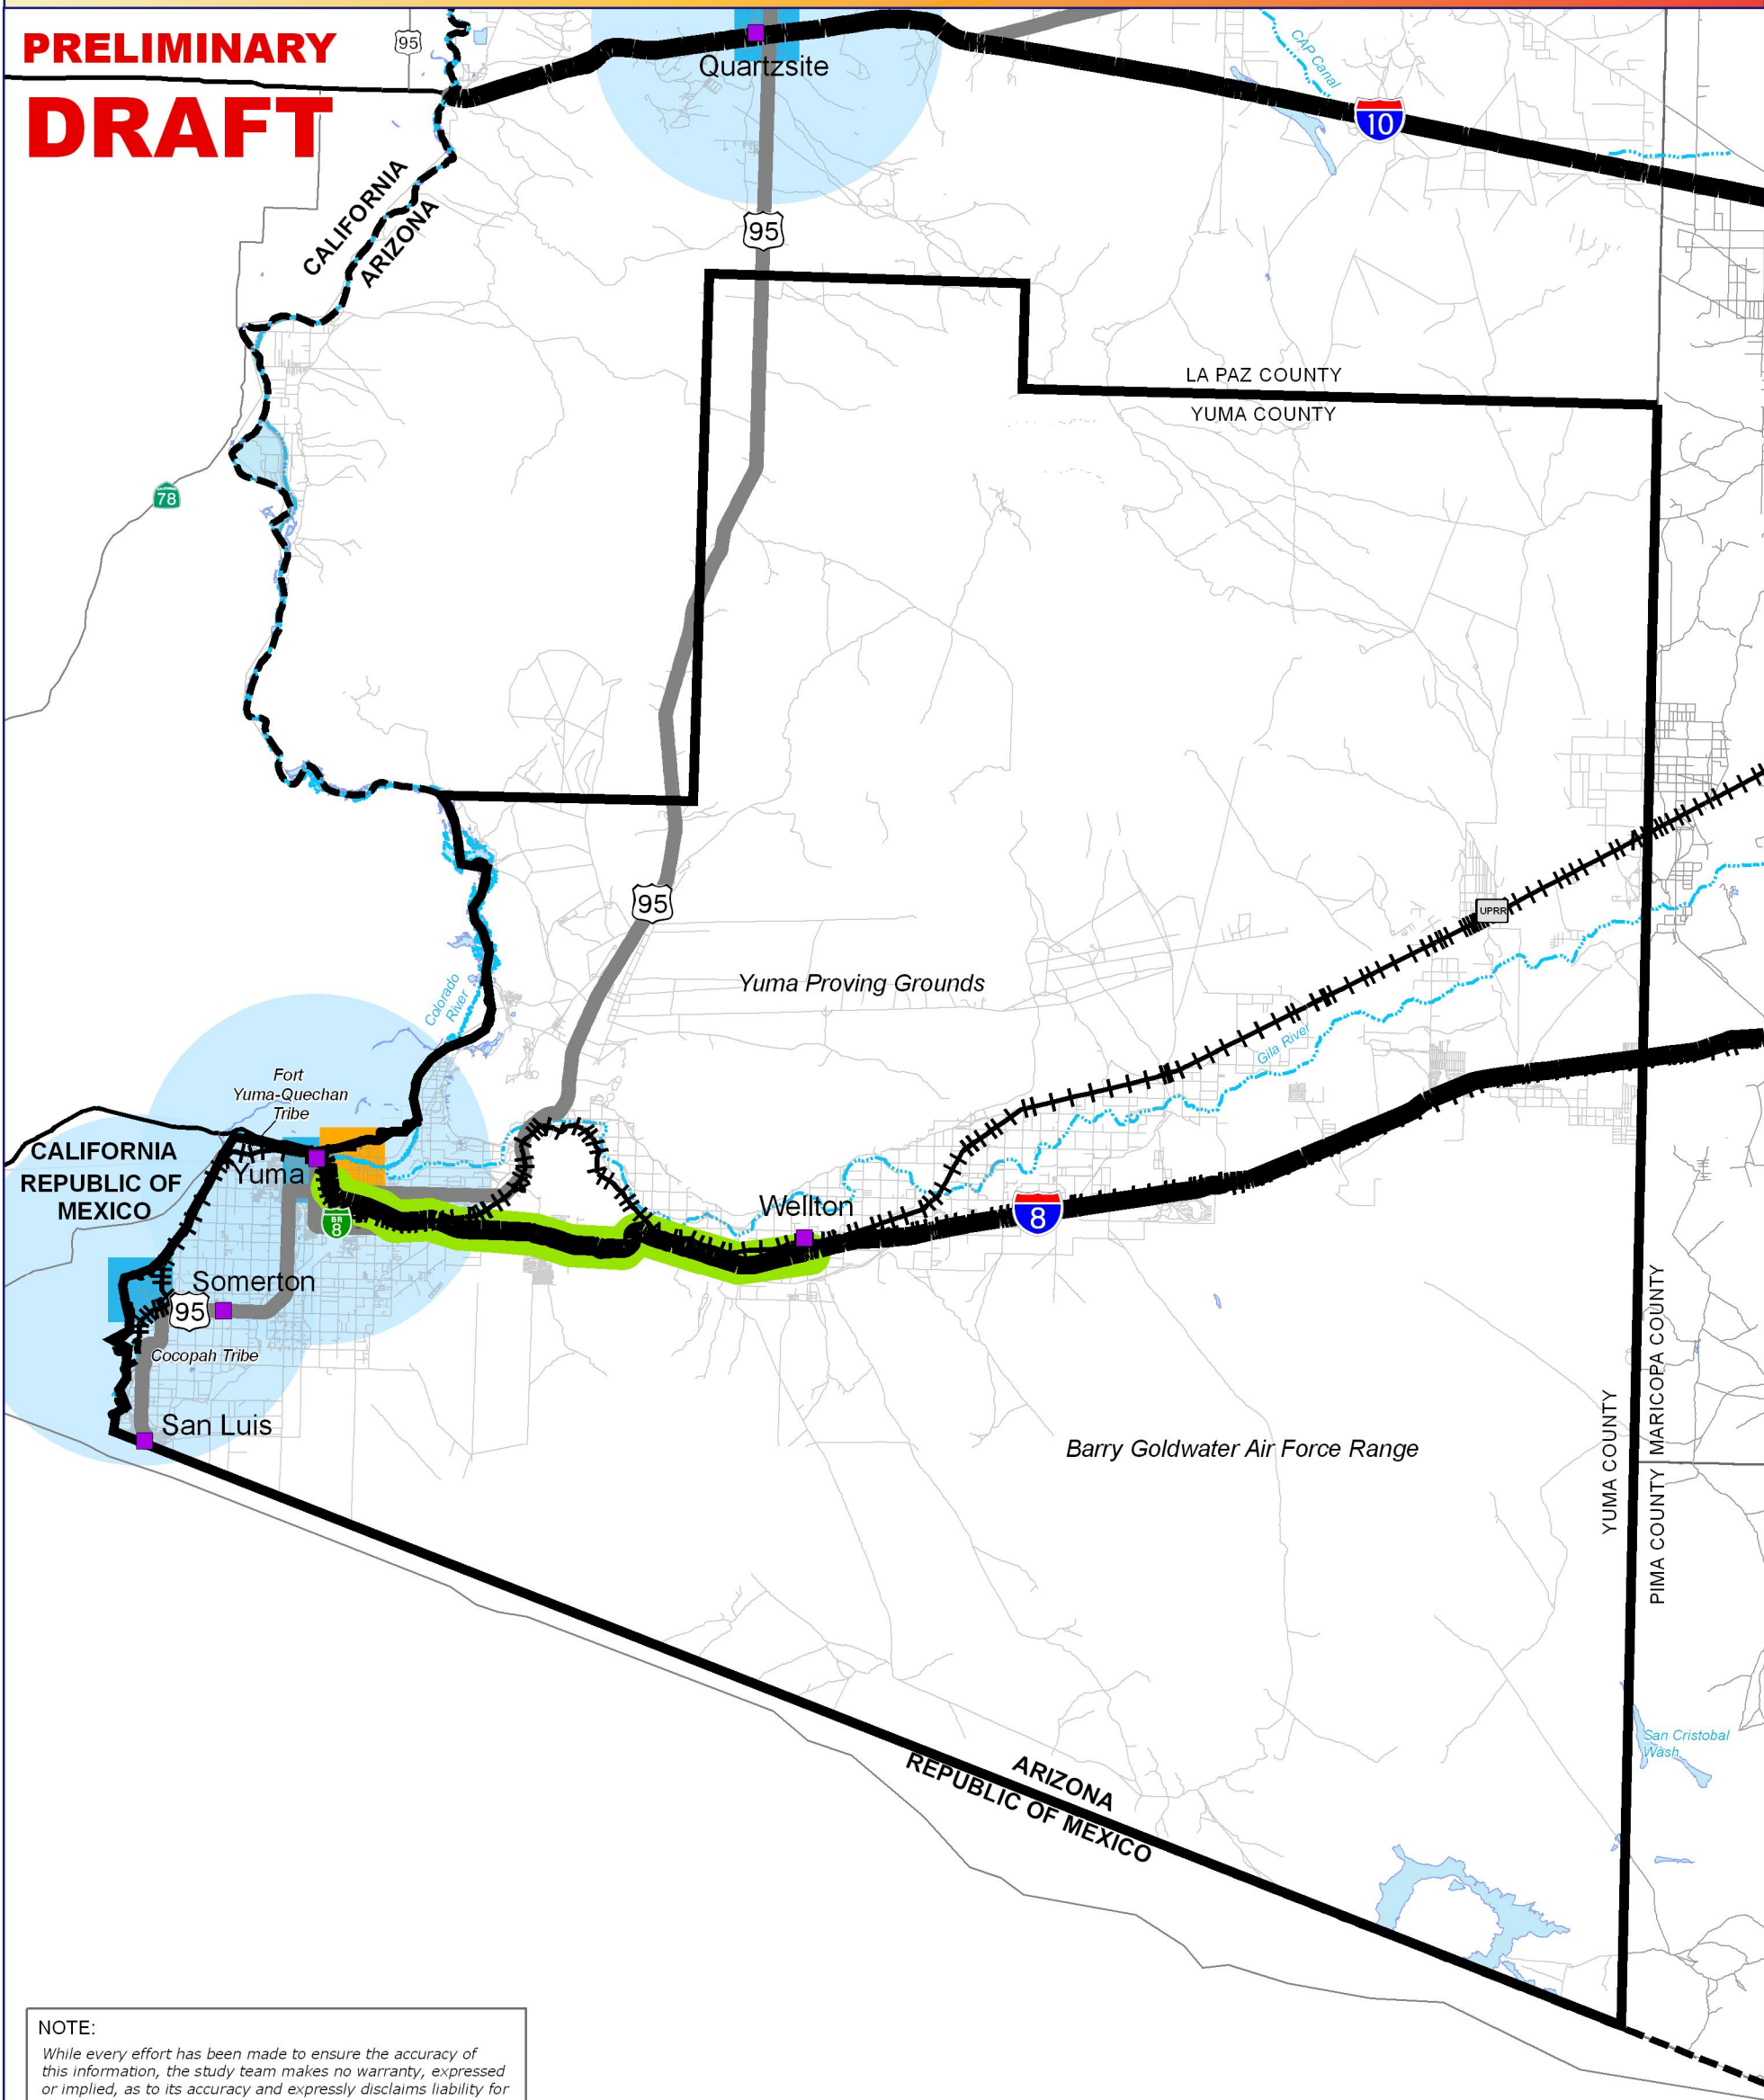 PRELIMINARY
DRAFT
95
Quartzsite
CAP Canal
10
CALIFORNIA
ARIZONA
95
LA PAZ COUNTY
YUMA COUNTY
CALIFORNIA
78
95
UPRR
Yuma Proving Grounds
Colorado
River
Gila River
Fort
Yuma-Quechan
Tribe
CALIFORNIA
REPUBLIC OF
MEXICO
Yuma
BR
8
Wellton
8
Somerton
95
Cocopah Tribe
San Luis
Barry Goldwater Air Force Range
YUMA COUNTY
MARICOPA COUNTY
PIMA COUNTY
San Cristobal
Wash
ARIZONA
REPUBLIC OF MEXICO
NOTE:
While every effort has been made to ensure the accuracy of
this information, the study team makes no warranty, expressed
or implied, as to its accuracy and expressly disclaims liability for